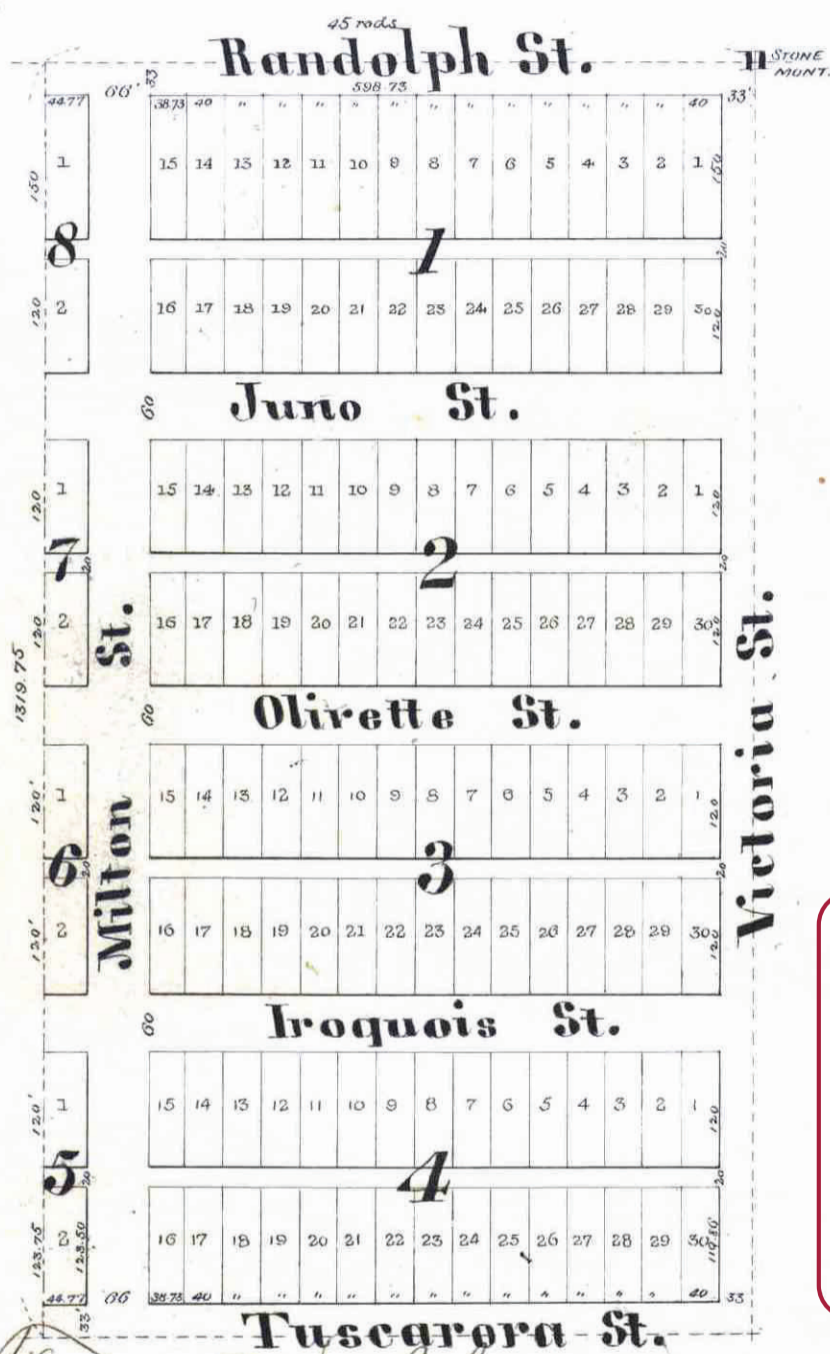 45 rods
Randolph St.
STONE
MONT.
66' 33 598.73 33'
44.77 38.73 40 " " " " " " " " " " " " 40
150 1 15 14 13 12 11 10 9 8 7 6 5 4 3 2 1 150
8 1 20
120 2 16 17 18 19 20 21 22 23 24 25 26 27 28 29 30 120
60 Juno St.
120 1 15 14 13 12 11 10 9 8 7 6 5 4 3 2 1 120
7 20 2 20
120 2 16 17 18 19 20 21 22 23 24 25 26 27 28 29 30 120
1319.75
Milton St.
Victoria St.
60 Olivette St.
120' 1 15 14 13 12 11 10 9 8 7 6 5 4 3 2 1 120
6 20 3 20
120' 2 16 17 18 19 20 21 22 23 24 25 26 27 28 29 30 120
60 Iroquois St.
120' 1 15 14 13 12 11 10 9 8 7 6 5 4 3 2 1 120
5 20 4 20
123.75 2 123.50 16 17 18 19 20 21 22 23 24 25 26 27 28 29 30
44.77 66 38.73 40 " " " " " " " " " " " " 40 33
33' Tuscarora St.